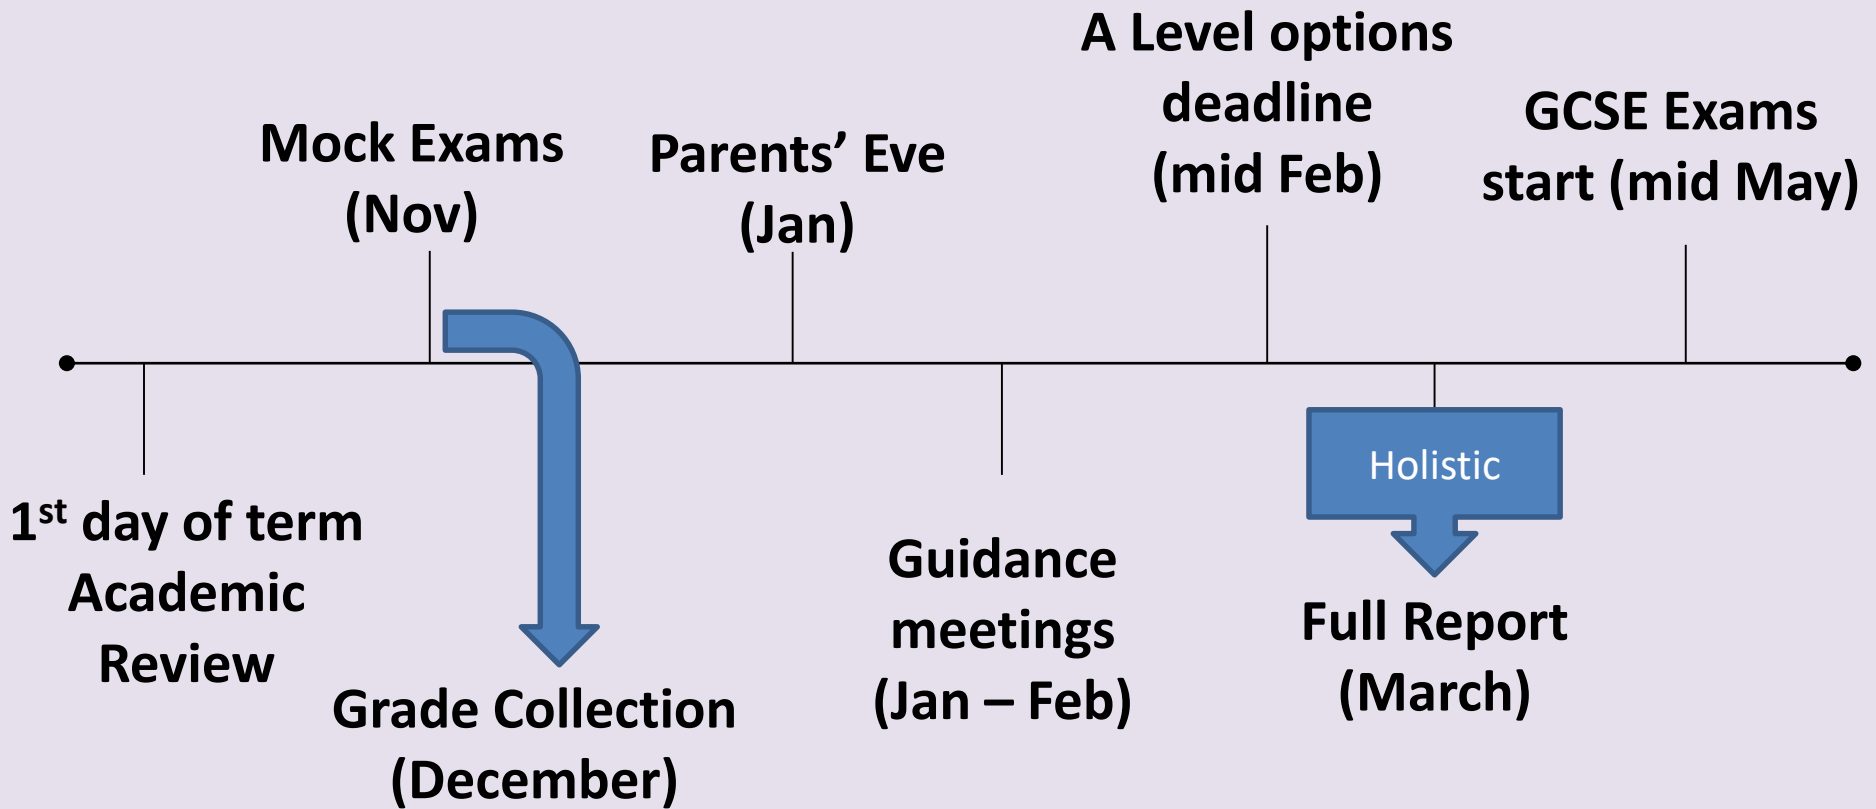 A Level options
deadline
(mid Feb)
GCSE Exams
start (mid May)
Mock Exams
(Nov)
Parents’ Eve
(Jan)
Holistic
1st day of term
Academic
Review
Guidance
meetings
(Jan – Feb)
Full Report
(March)
Grade Collection
(December)